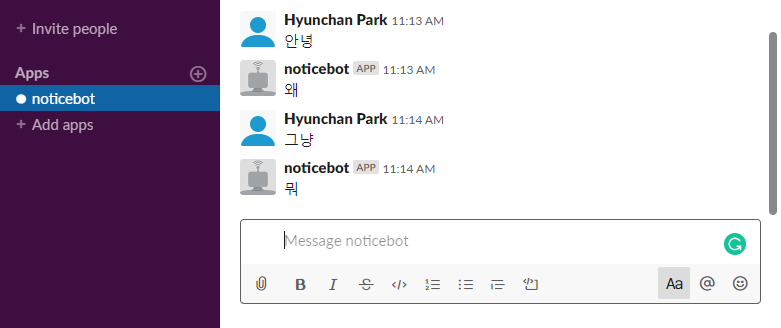 + Invite people
Apps
noticebot
+ Add apps
Hyunchan Park 11:13 AM
안녕
noticebot APP 11:13 AM
왜
Hyunchan Park 11:14 AM
그냥
noticebot APP 11:14 AM
뭐
Message noticebot
B I S </> Aa @